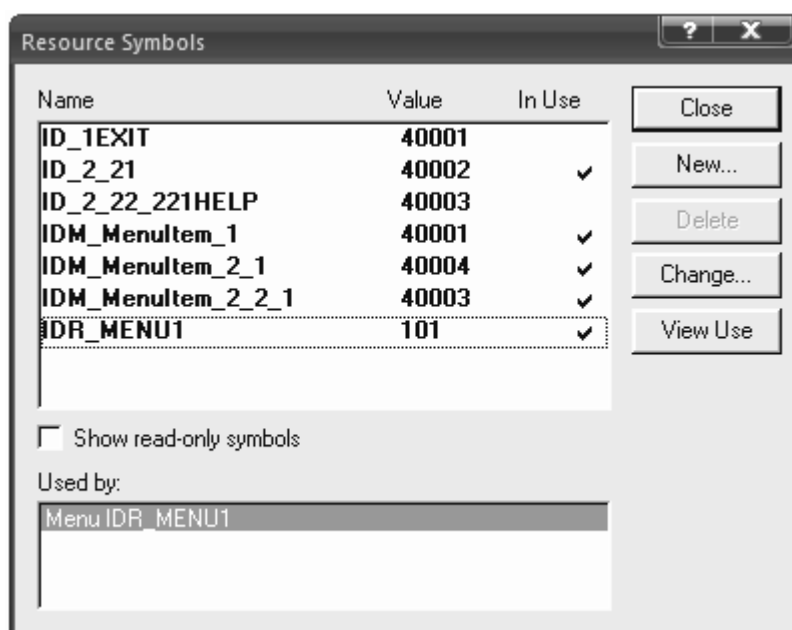 Resource Symbols
? X
Name Value In Use
Close
ID_1EXIT 40001
ID_2_21 40002 ✔
New...
ID_2_22_221HELP 40003
Delete
IDM_MenuItem_1 40001 ✔
IDM_MenuItem_2_1 40004 ✔
Change...
IDM_MenuItem_2_2_1 40003 ✔
IDR_MENU1 101 ✔
View Use
Show read-only symbols
Used by:
Menu IDR_MENU1